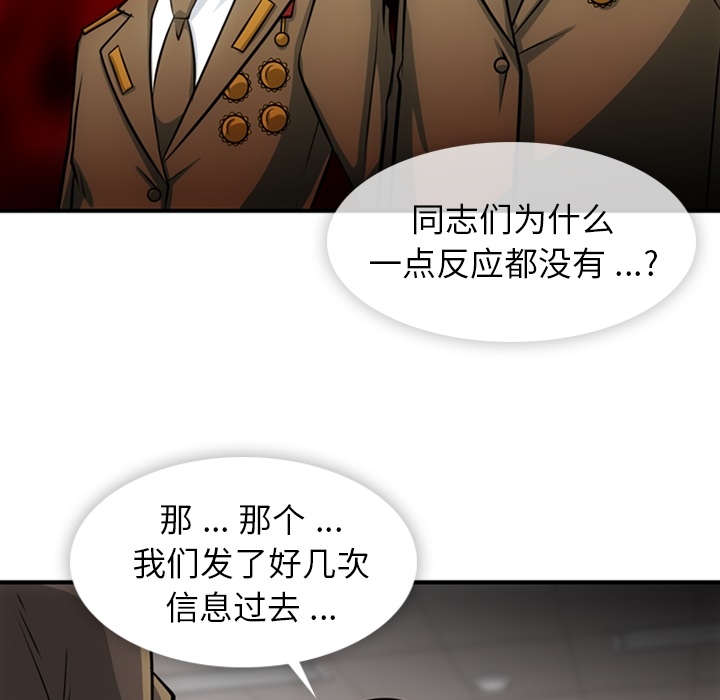 同志们为什么
一点反应都没有 ...?
那 ... 那个 ...
我们发了好几次
信息过去 ...